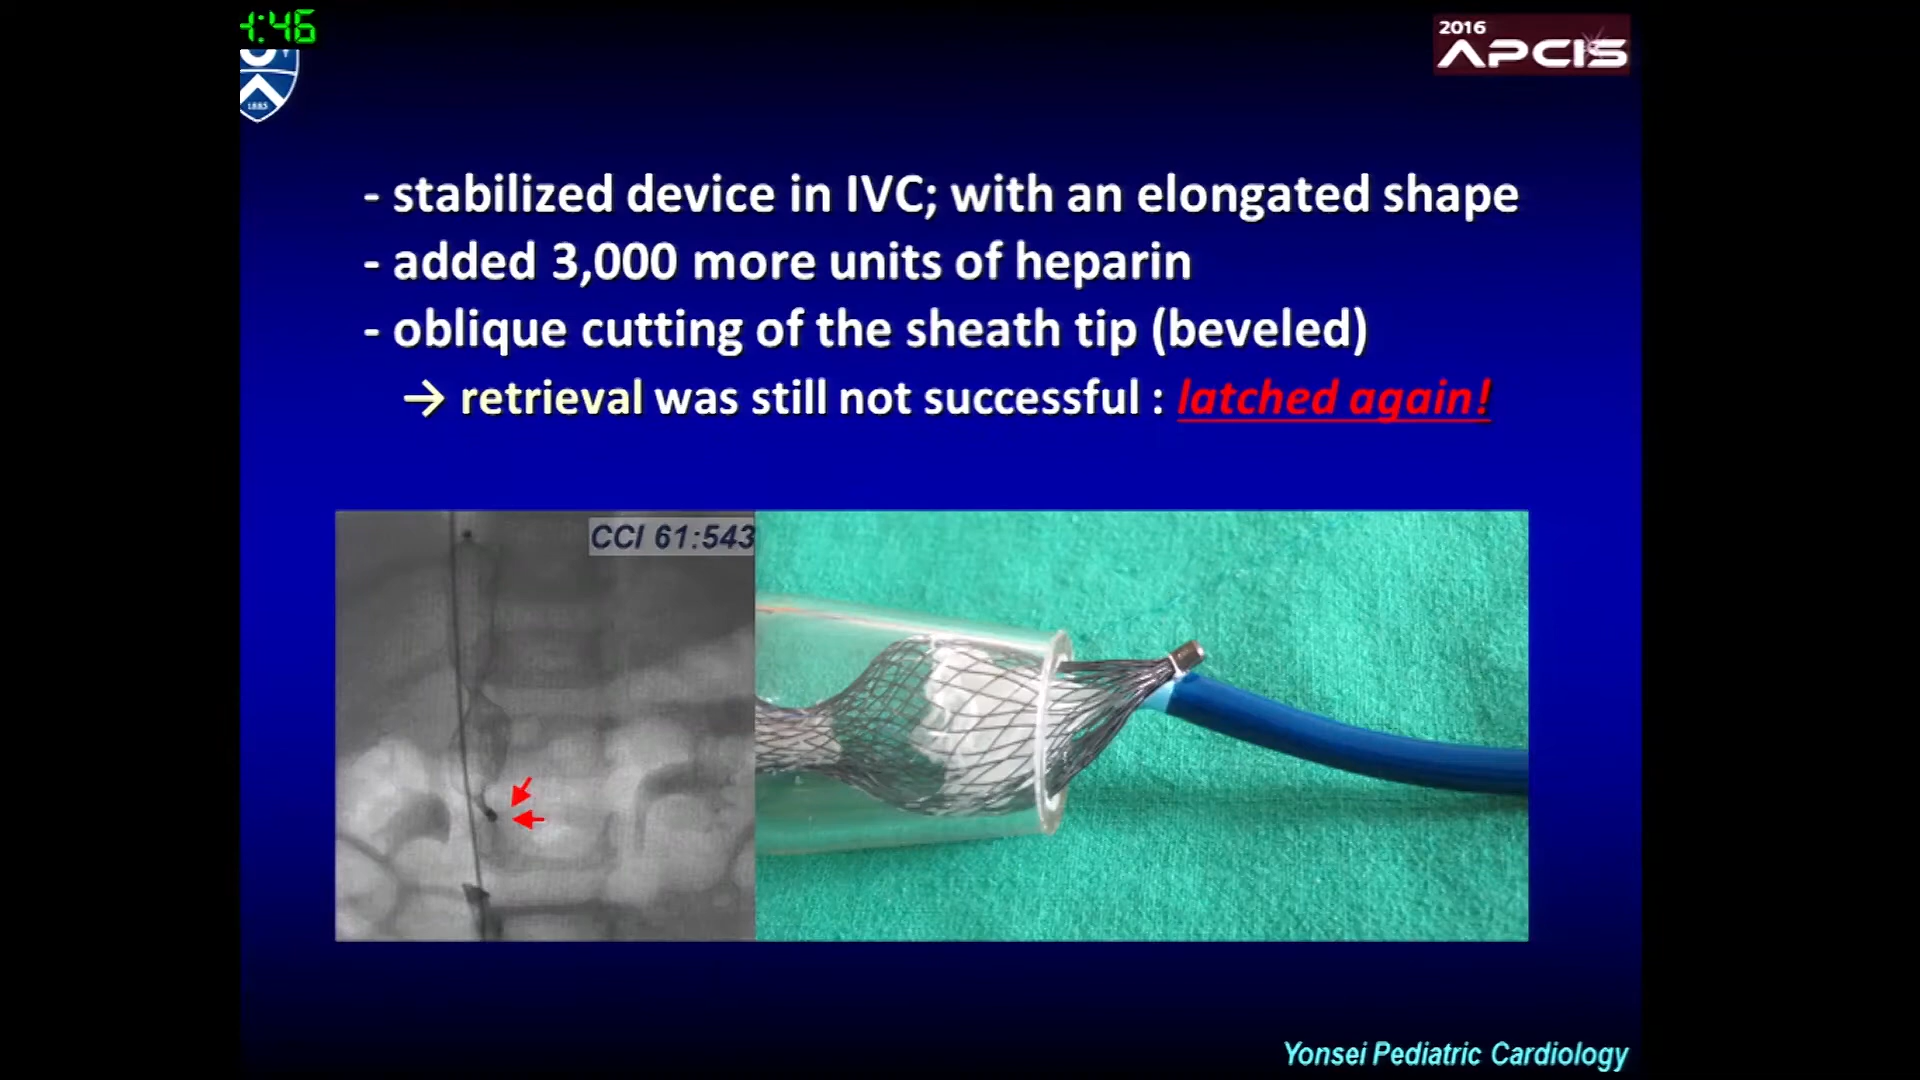 :46
2016
APCIS
1885
- stabilized device in IVC; with an elongated shape
- added 3,000 more units of heparin
- oblique cutting of the sheath tip (beveled)
→ retrieval was still not successful : latched again!
CCI 61:543
Yonsei Pediatric Cardiology